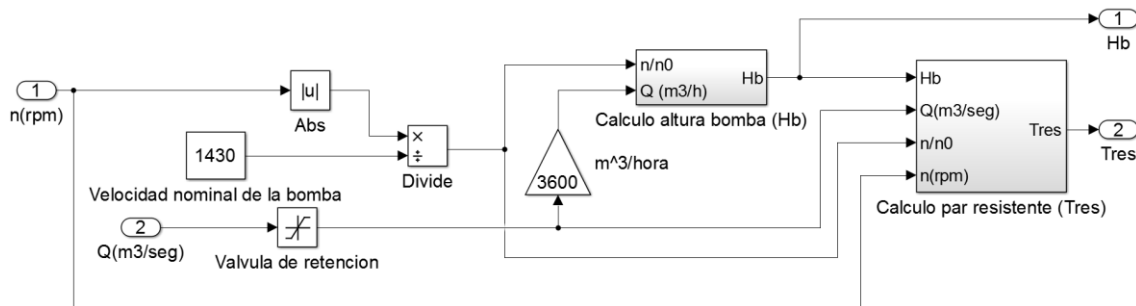 1
Hb
1
n(rpm)
|u|
Abs
1430
Velocidad nominal de la bomba
×
÷
Divide
2
Q(m3/seg)
Valvula de retencion
3600
m^3/hora
n/n0
Q (m3/h)
Hb
Calculo altura bomba (Hb)
Hb
Q(m3/seg)
n/n0
n(rpm)
Tres
Calculo par resistente (Tres)
2
Tres